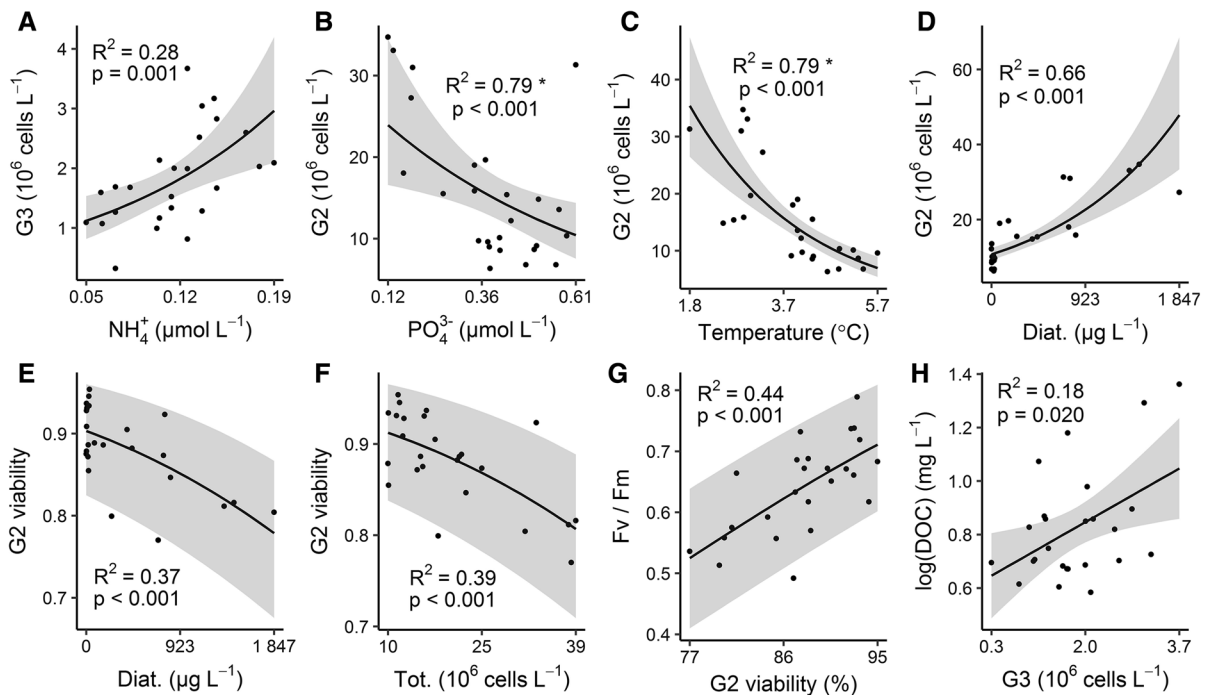 A
R² = 0.28
p = 0.001
G3 (10⁶ cells L⁻¹)
4
3
2
1
0.05 0.12 0.19
NH₄⁺ (µmol L⁻¹)
B
R² = 0.79 *
p < 0.001
G2 (10⁶ cells L⁻¹)
30
20
10
0.12 0.36 0.61
PO₄³⁻ (µmol L⁻¹)
C
R² = 0.79 *
p < 0.001
G2 (10⁶ cells L⁻¹)
40
30
20
10
1.8 3.7 5.7
Temperature (°C)
D
R² = 0.66
p < 0.001
G2 (10⁶ cells L⁻¹)
60
40
20
0 923 1 847
Diat. (µg L⁻¹)
E
R² = 0.37
p < 0.001
G2 viability
0.9
0.8
0.7
0 923 1 847
Diat. (µg L⁻¹)
F
R² = 0.39
p < 0.001
G2 viability
0.9
0.8
0.7
10 25 39
Tot. (10⁶ cells L⁻¹)
G
R² = 0.44
p < 0.001
Fv / Fm
0.8
0.7
0.6
0.5
0.4
77 86 95
G2 viability (%)
H
R² = 0.18
p = 0.020
log(DOC) (mg L⁻¹)
1.4
1.2
1.0
0.8
0.6
0.3 2.0 3.7
G3 (10⁶ cells L⁻¹)